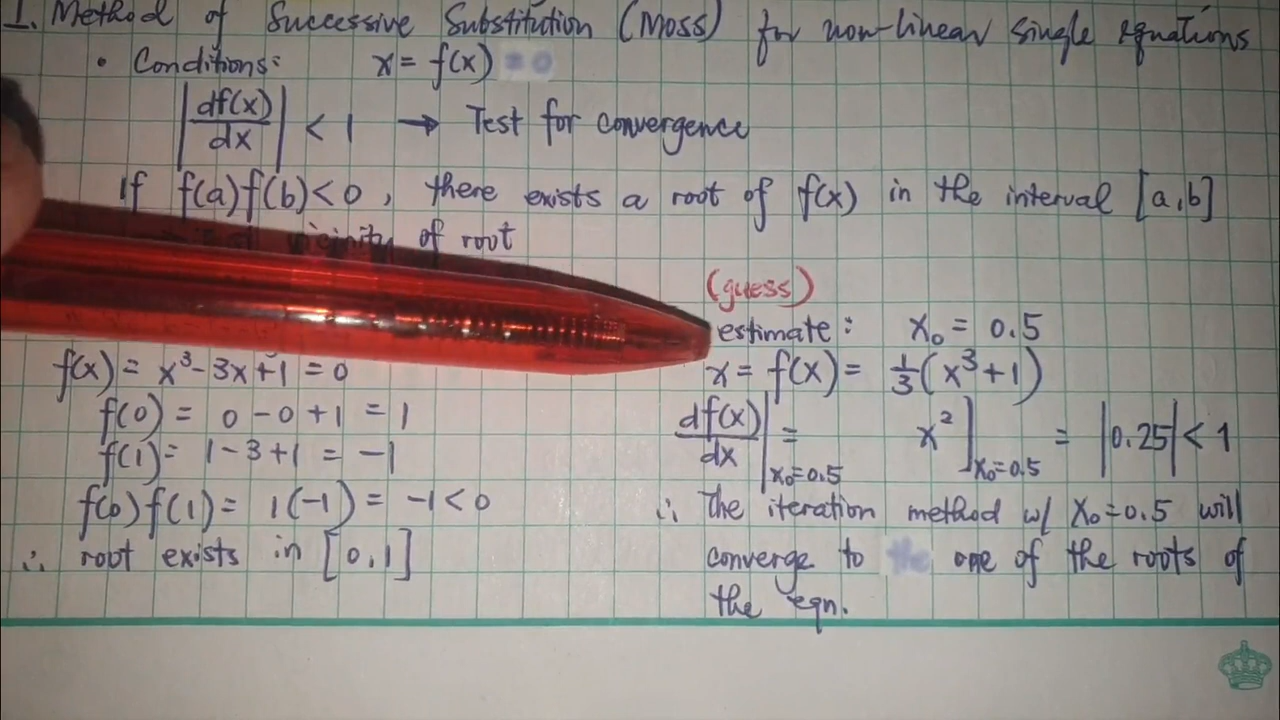 1. Method of Successive Substitution (MOSS) for non-linear single equations
• Conditions: x = f(x) = 0
|df(x)/dx| < 1 → Test for convergence
If f(a)f(b)<0, there exists a root of f(x) in the interval [a,b]
vicinity of root
(guess)
estimate: x₀ = 0.5
f(x) = x³-3x+1 = 0
f(0) = 0-0+1 = 1
f(1) = 1-3+1 = -1
f(0)f(1) = 1(-1) = -1<0
∴ root exists in [0,1]
x = f(x) = 1/3(x³+1)
df(x)/dx|x₀=0.5 = x²]x₀=0.5 = |0.25|<1
∴ The iteration method w/ x₀=0.5 will
converge to the one of the roots of
the eqn.